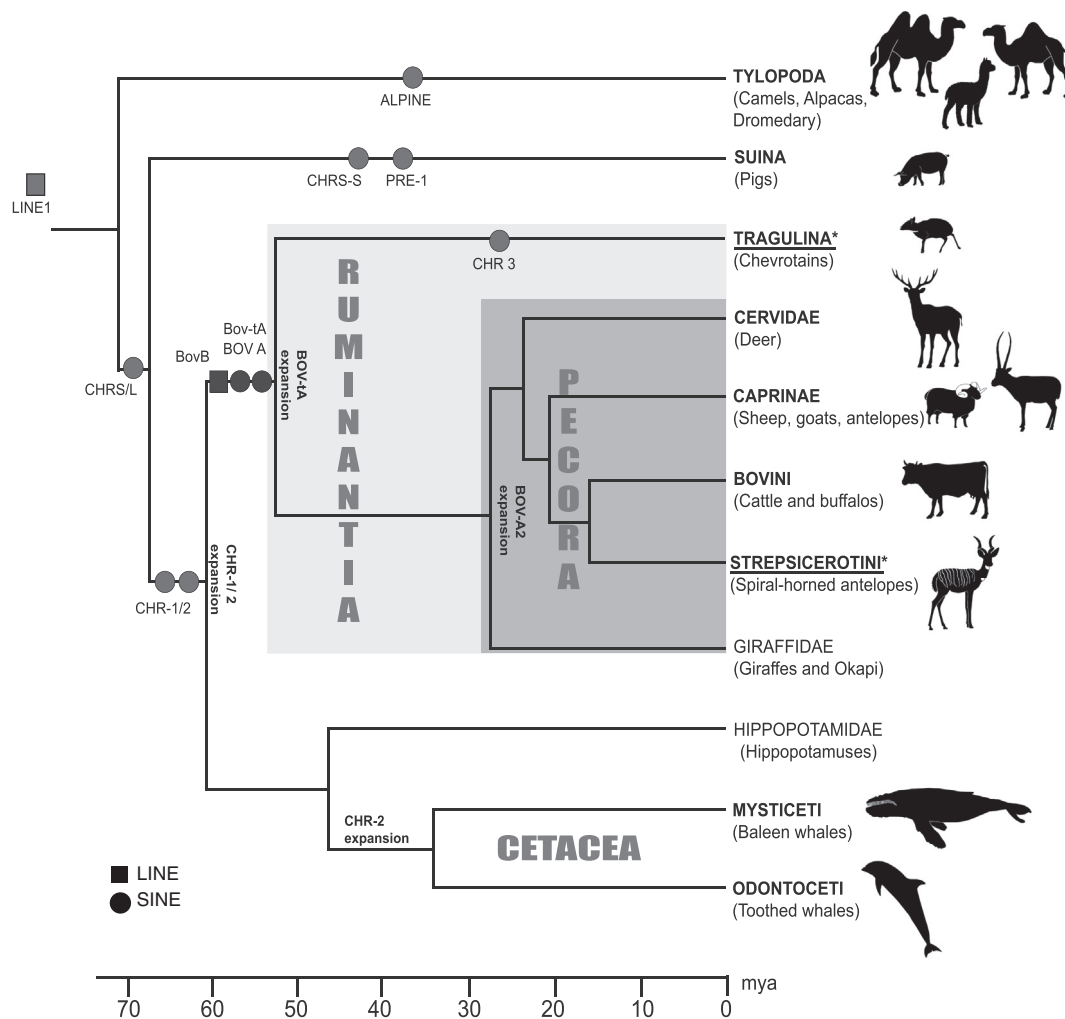 TYLOPODA
(Camels, Alpacas,
Dromedary)
ALPINE
SUINA
(Pigs)
CHRS-S
PRE-1
LINE1
TRAGULINA*
(Chevrotains)
CHR 3
RUMINANTIA
CERVIDAE
(Deer)
Bov-tA
BOV A
BovB
BOV-tA
expansion
CHRS/L
PECORA
CAPRINAE
(Sheep, goats, antelopes)
BOVINI
(Cattle and buffalos)
BOV-A2
expansion
STREPSICEROTINI*
(Spiral-horned antelopes)
CHR-1/2
CHR-1/ 2
expansion
GIRAFFIDAE
(Giraffes and Okapi)
HIPPOPOTAMIDAE
(Hippopotamuses)
MYSTICETI
(Baleen whales)
CHR-2
expansion
CETACEA
ODONTOCETI
(Toothed whales)
LINE
SINE
mya
70 60 50 40 30 20 10 0